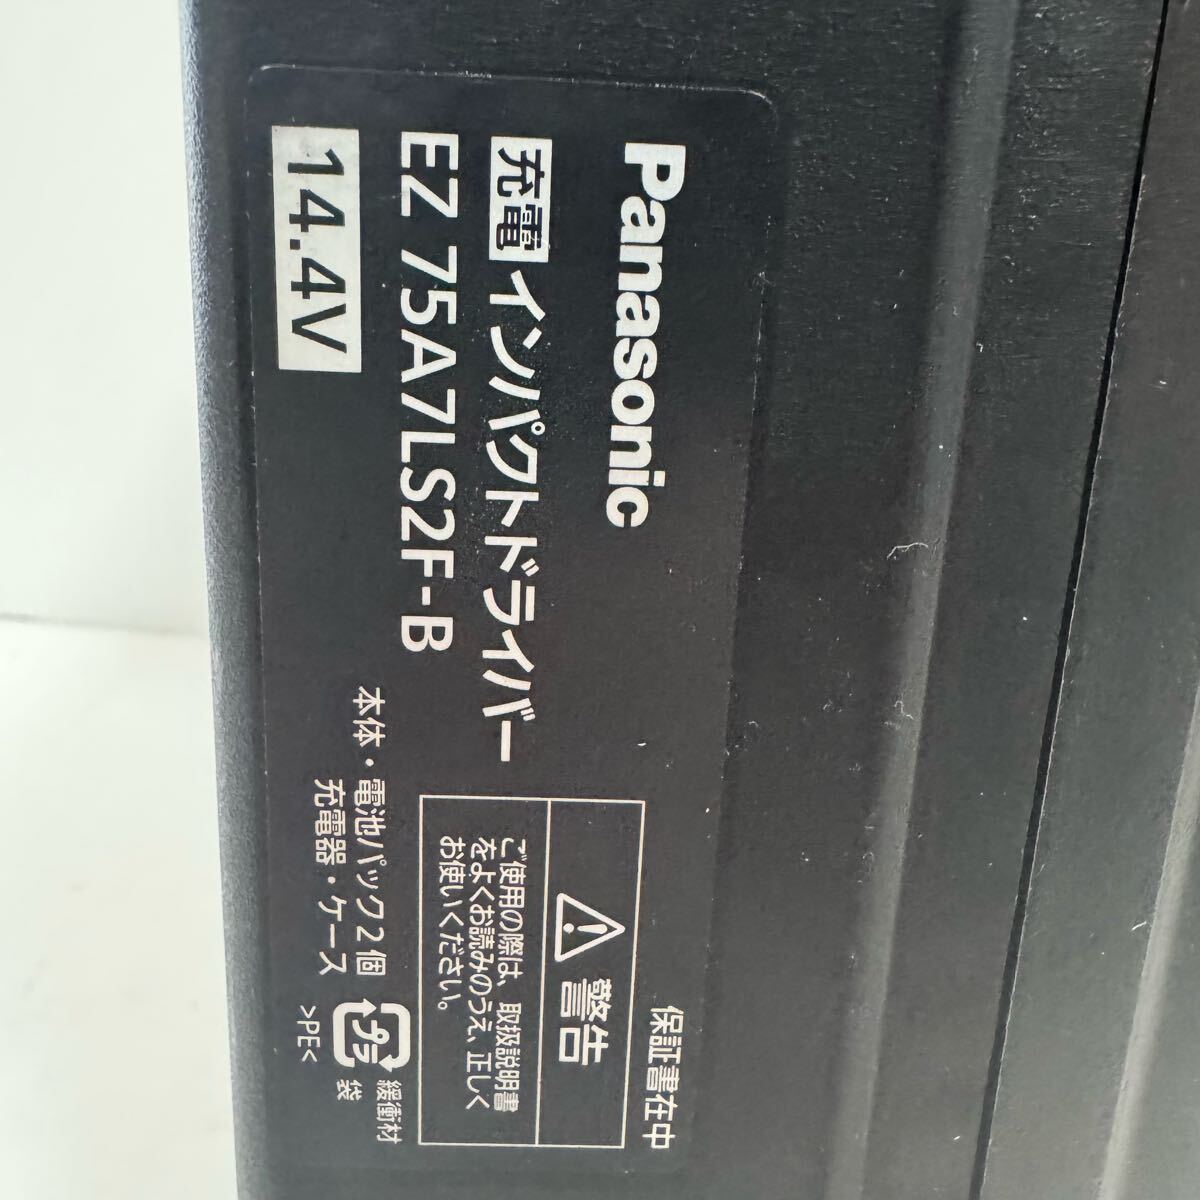 Panasonic
充電 インパクトドライバー
EZ 75A7LS2F-B
14.4V
保証書在中
警告
ご使用の際は、取扱説明書
をよくお読みのうえ、正しく
お使いください。
本体・電池パック2個
充電器・ケース
プラ
>PE<
緩衝材
袋